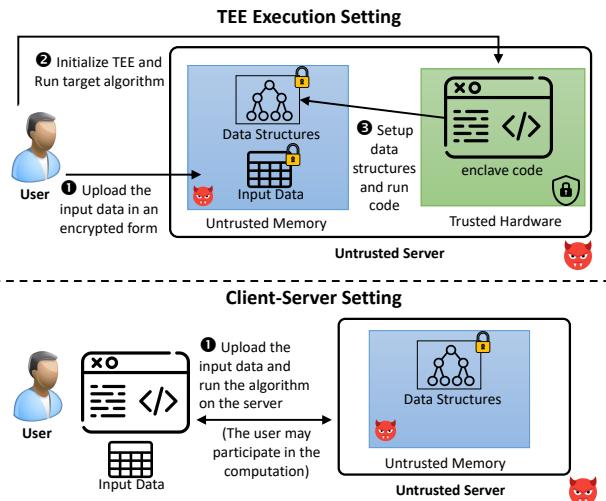 TEE Execution Setting
❷ Initialize TEE and
Run target algorithm
Data Structures
Input Data
Untrusted Memory
User
❶ Upload the
input data in an
encrypted form
❸ Setup
data
structures
and run
code
enclave code
Trusted Hardware
Untrusted Server
Client-Server Setting
User
Input Data
❶ Upload the
input data and
run the algorithm
on the server
(The user may
participate in the
computation)
Data Structures
Untrusted Memory
Untrusted Server